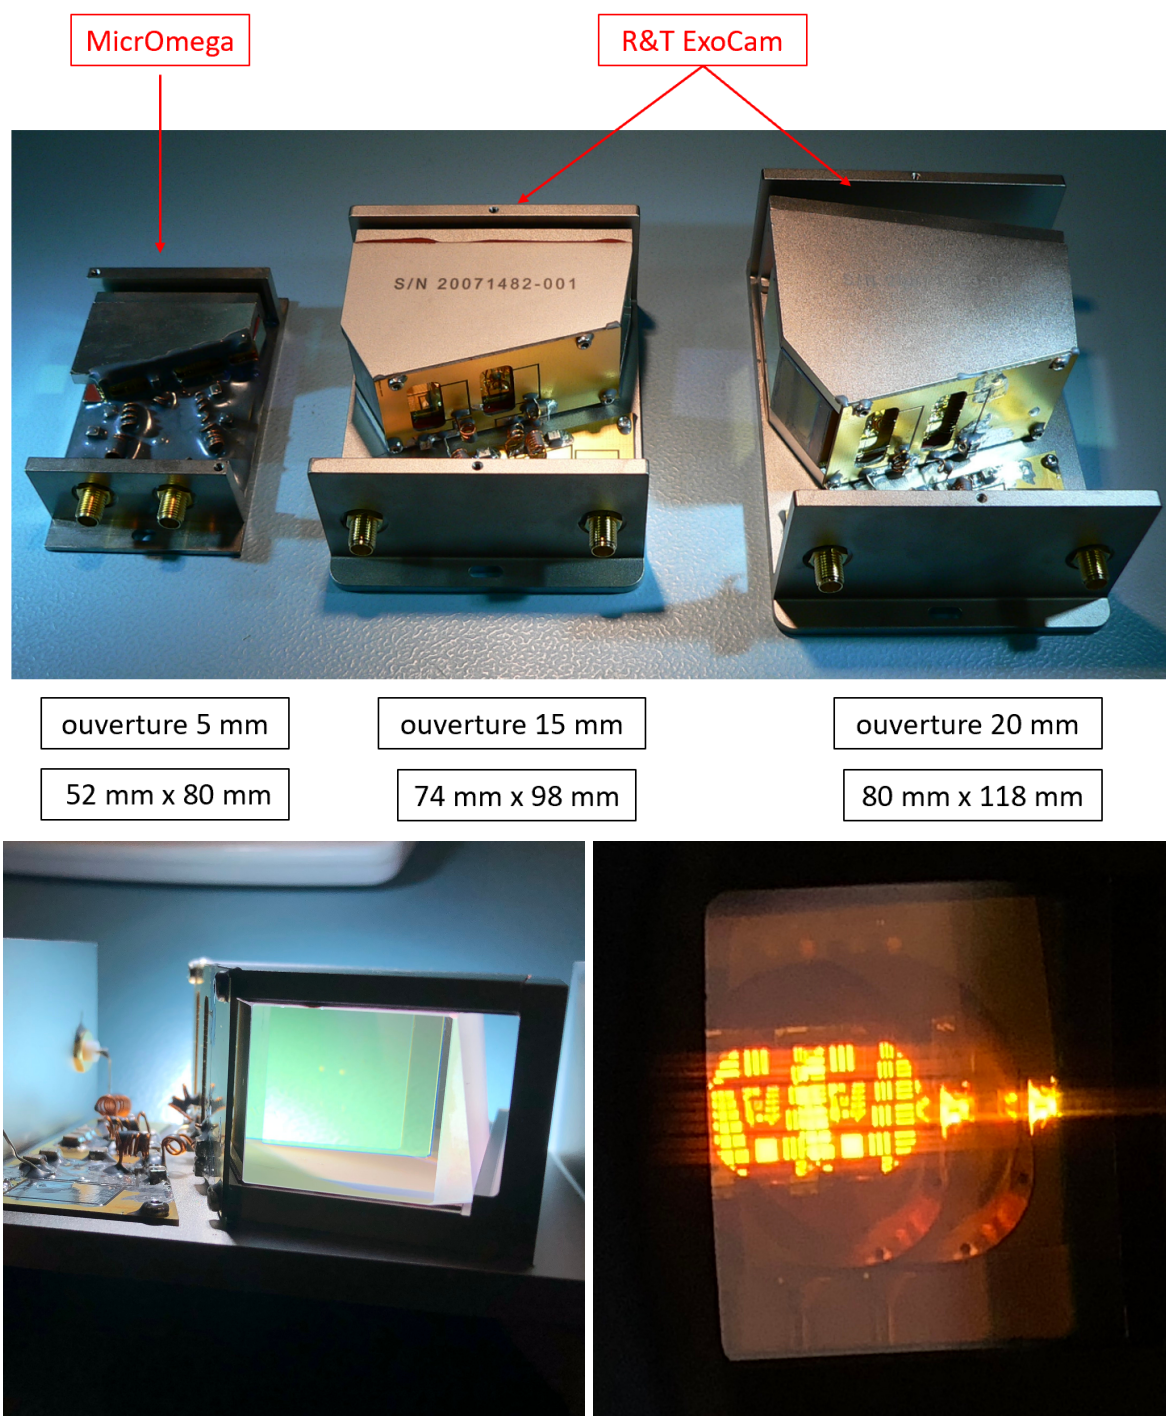 MicrOmega
R&T ExoCam
S/N 20071482-001
ouverture 5 mm
ouverture 15 mm
ouverture 20 mm
52 mm x 80 mm
74 mm x 98 mm
80 mm x 118 mm